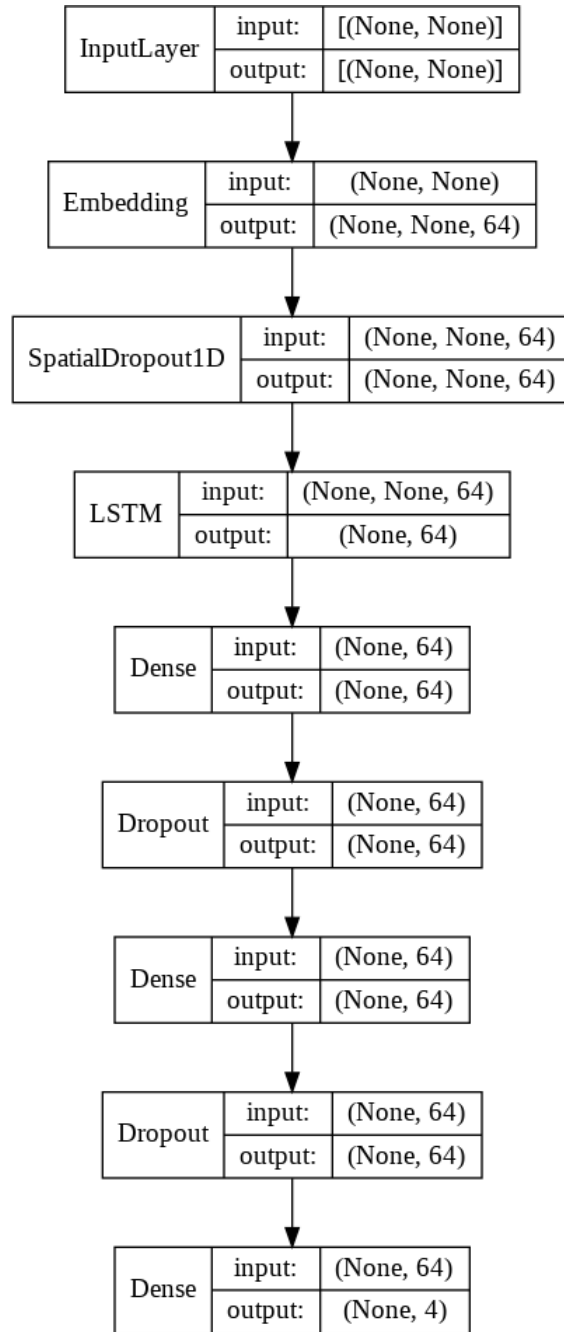 InputLayer input: [(None, None)]
output: [(None, None)]
Embedding input: (None, None)
output: (None, None, 64)
SpatialDropout1D input: (None, None, 64)
output: (None, None, 64)
LSTM input: (None, None, 64)
output: (None, 64)
Dense input: (None, 64)
output: (None, 64)
Dropout input: (None, 64)
output: (None, 64)
Dense input: (None, 64)
output: (None, 64)
Dropout input: (None, 64)
output: (None, 64)
Dense input: (None, 64)
output: (None, 4)